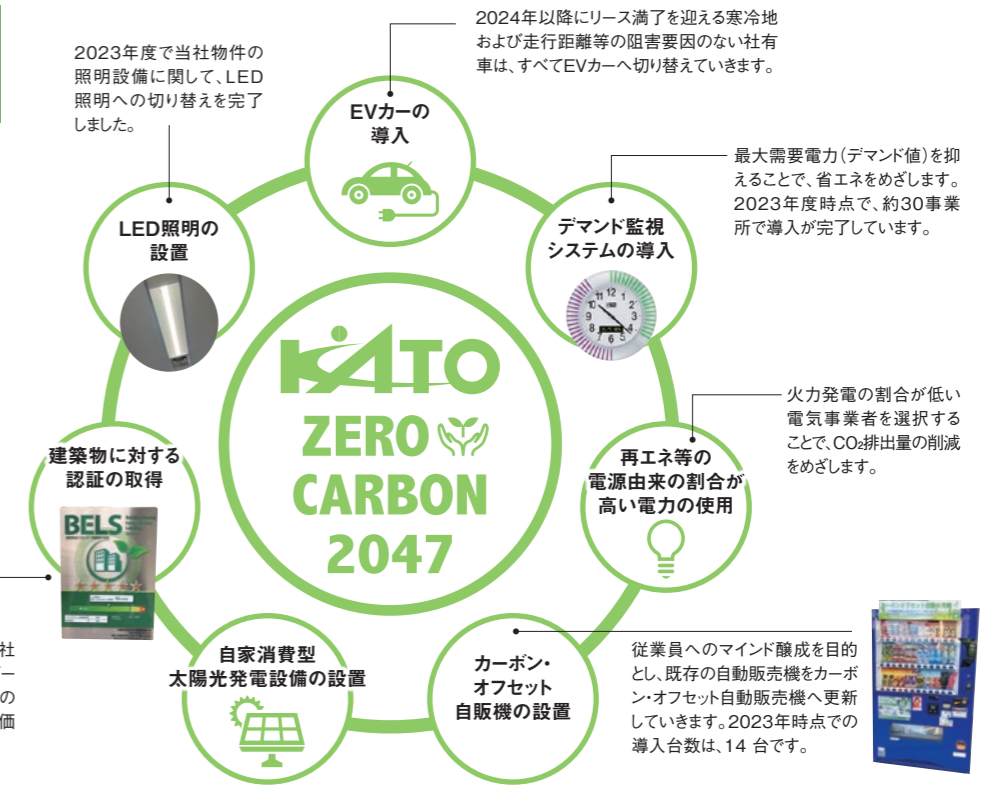 2023年度で当社物件の
照明設備に関して、LED
照明への切り替えを完了
しました。
2024年以降にリース満了を迎える寒冷地
および走行距離等の阻害要因のない社有
車は、すべてEVカーへ切り替えていきます。
EVカーの
導入
最大需要電力（デマンド値）を抑
えることで、省エネをめざします。
2023年度時点で、約30事業
所で導入が完了しています。
LED照明の
設置
デマンド監視
システムの導入
KATO
ZERO
CARBON
2047
火力発電の割合が低い
電気事業者を選択する
ことで、CO₂排出量の削減
をめざします。
建築物に対する
認証の取得
BELS
再エネ等の
電源由来の割合が
高い電力の使用
社
ー
の
価
自家消費型
太陽光発電設備の設置
カーボン・
オフセット
自販機の設置
従業員へのマインド醸成を目的
とし、既存の自動販売機をカーボ
ン・オフセット自動販売機へ更新
していきます。2023年時点での
導入台数は、14 台です。